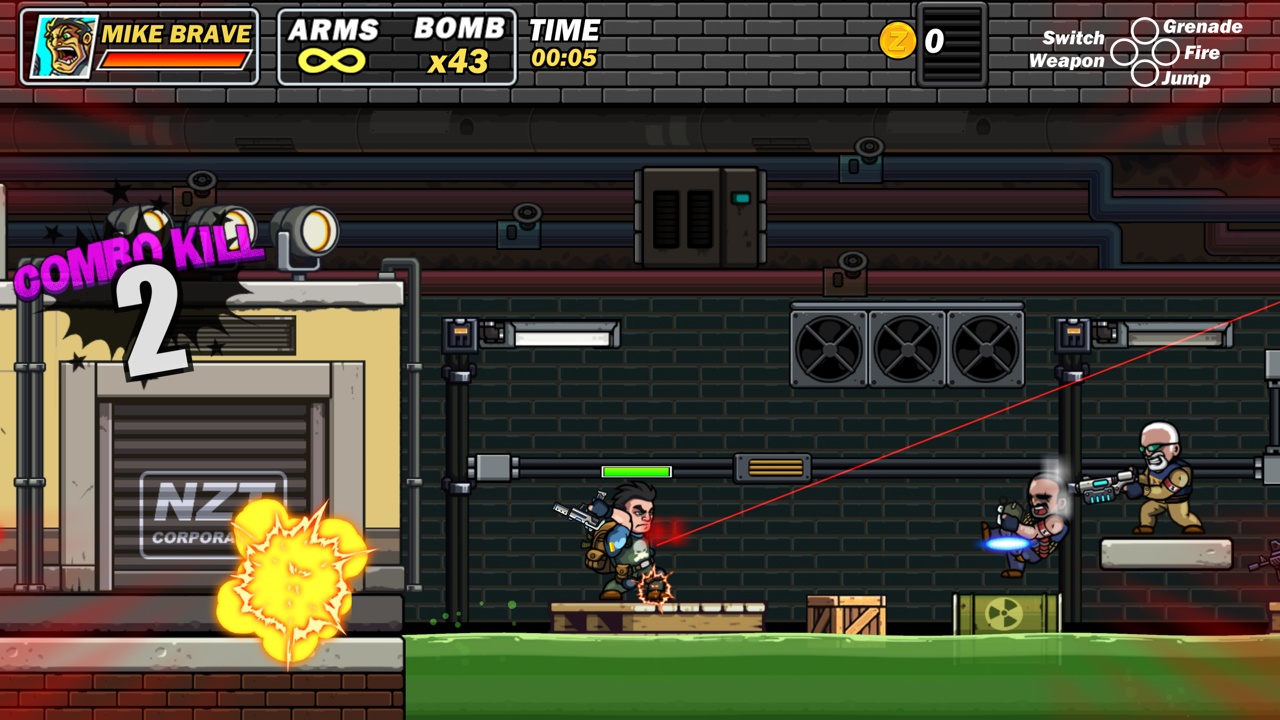 MIKE BRAVE
ARMS
BOMB
x43
TIME
00:05
Z
0
Switch
Weapon
Grenade
Fire
Jump
COMBO KILL
2
NZT
CORPORA